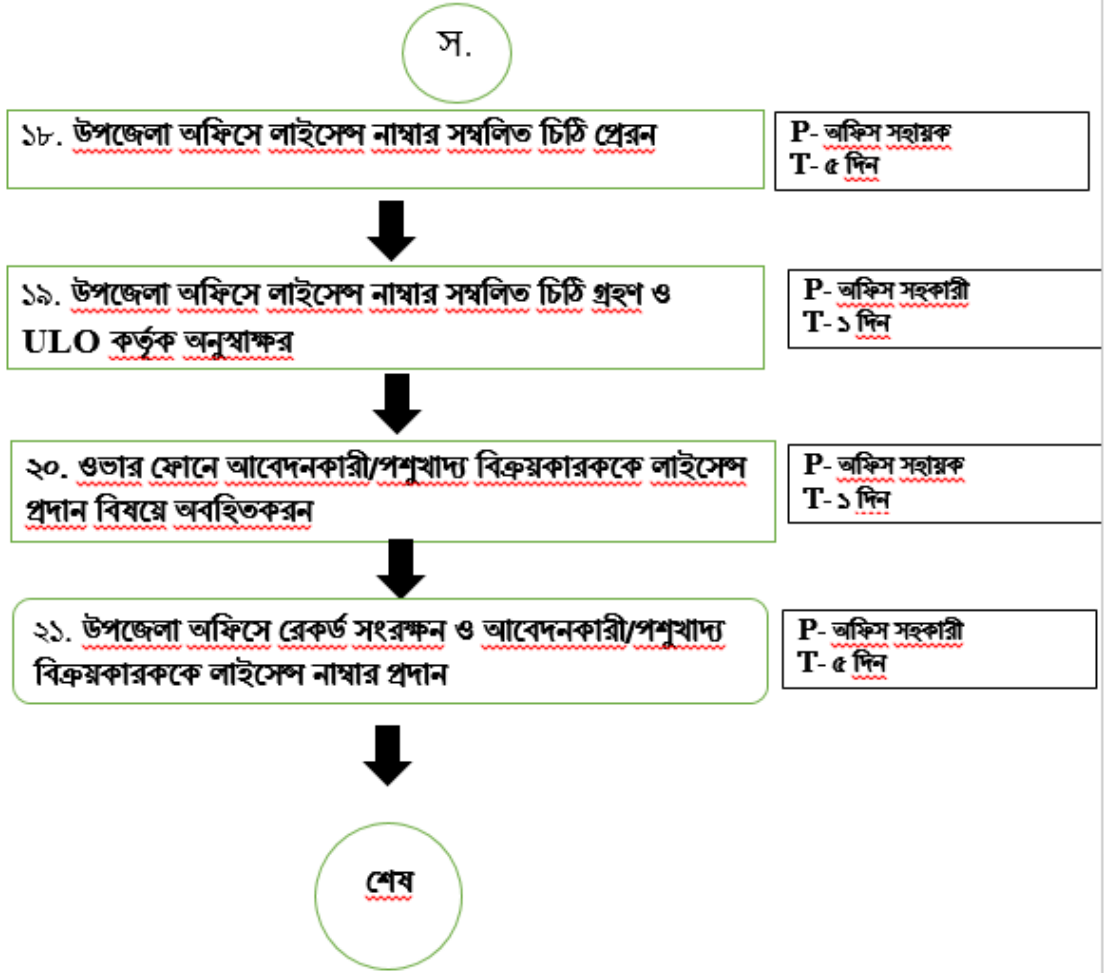 স.
১৮. উপজেলা অফিসে লাইসেন্স নাম্বার সম্বলিত চিঠি প্রেরন
P- অফিস সহায়ক
T- ৫ দিন
১৯. উপজেলা অফিসে লাইসেন্স নাম্বার সম্বলিত চিঠি গ্রহণ ও
ULO কর্তৃক অনুস্বাক্ষর
P- অফিস সহকারী
T- ১ দিন
২০. ওভার ফোনে আবেদনকারী/পশুখাদ্য বিক্রয়কারককে লাইসেন্স
প্রদান বিষয়ে অবহিতকরন
P- অফিস সহায়ক
T- ১ দিন
২১. উপজেলা অফিসে রেকর্ড সংরক্ষন ও আবেদনকারী/পশুখাদ্য
বিক্রয়কারককে লাইসেন্স নাম্বার প্রদান
P- অফিস সহকারী
T- ৫ দিন
শেষ